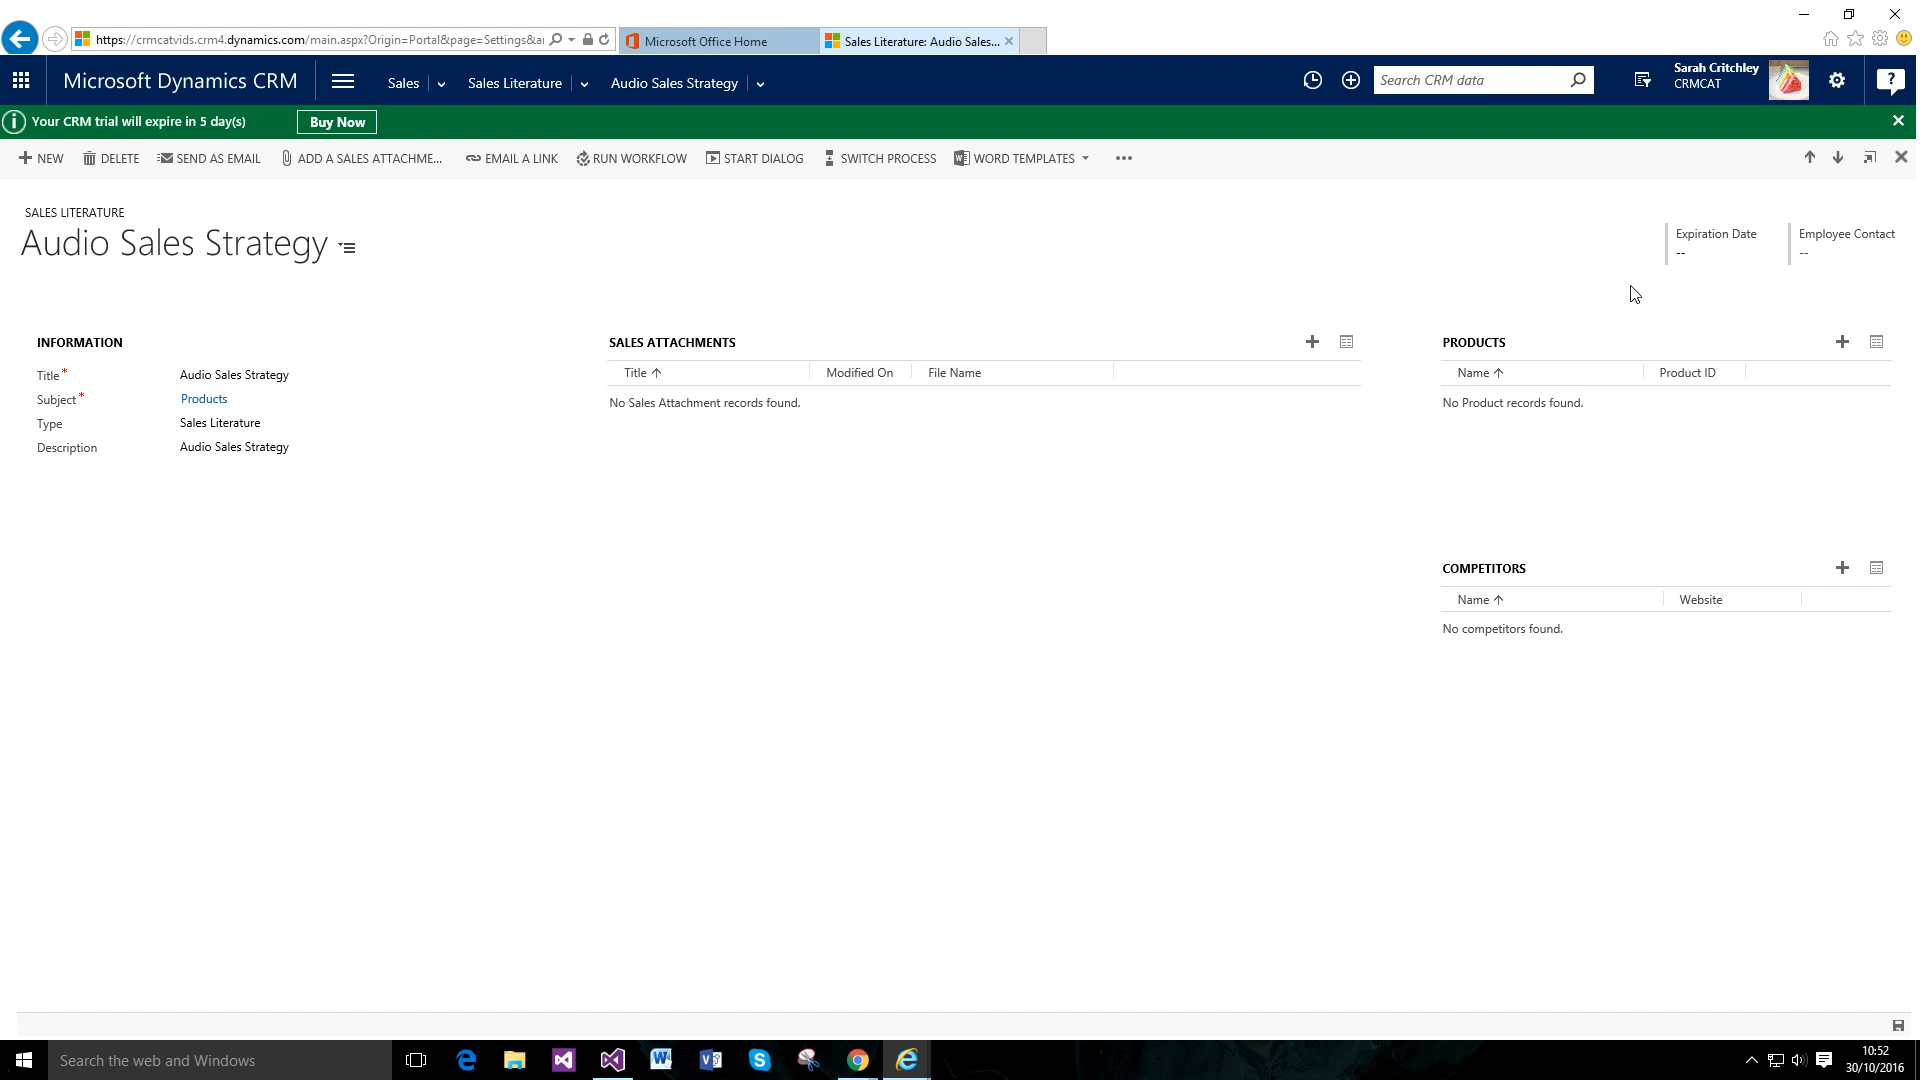 https://crmcatvids.crm4.dynamics.com/main.aspx?Origin=Portal&page=Settings&ar
Microsoft Office Home
Sales Literature: Audio Sales...
Microsoft Dynamics CRM
Sales
Sales Literature
Audio Sales Strategy
Search CRM data
Sarah Critchley
CRMCAT
?
Your CRM trial will expire in 5 day(s)
Buy Now
NEW
DELETE
SEND AS EMAIL
ADD A SALES ATTACHME...
EMAIL A LINK
RUN WORKFLOW
START DIALOG
SWITCH PROCESS
WORD TEMPLATES
SALES LITERATURE
Audio Sales Strategy
Expiration Date
--
Employee Contact
--
INFORMATION
Title* Audio Sales Strategy
Subject* Products
Type Sales Literature
Description Audio Sales Strategy
SALES ATTACHMENTS
Title Modified On File Name
No Sales Attachment records found.
PRODUCTS
Name Product ID
No Product records found.
COMPETITORS
Name Website
No competitors found.
Search the web and Windows
10:52
30/10/2016